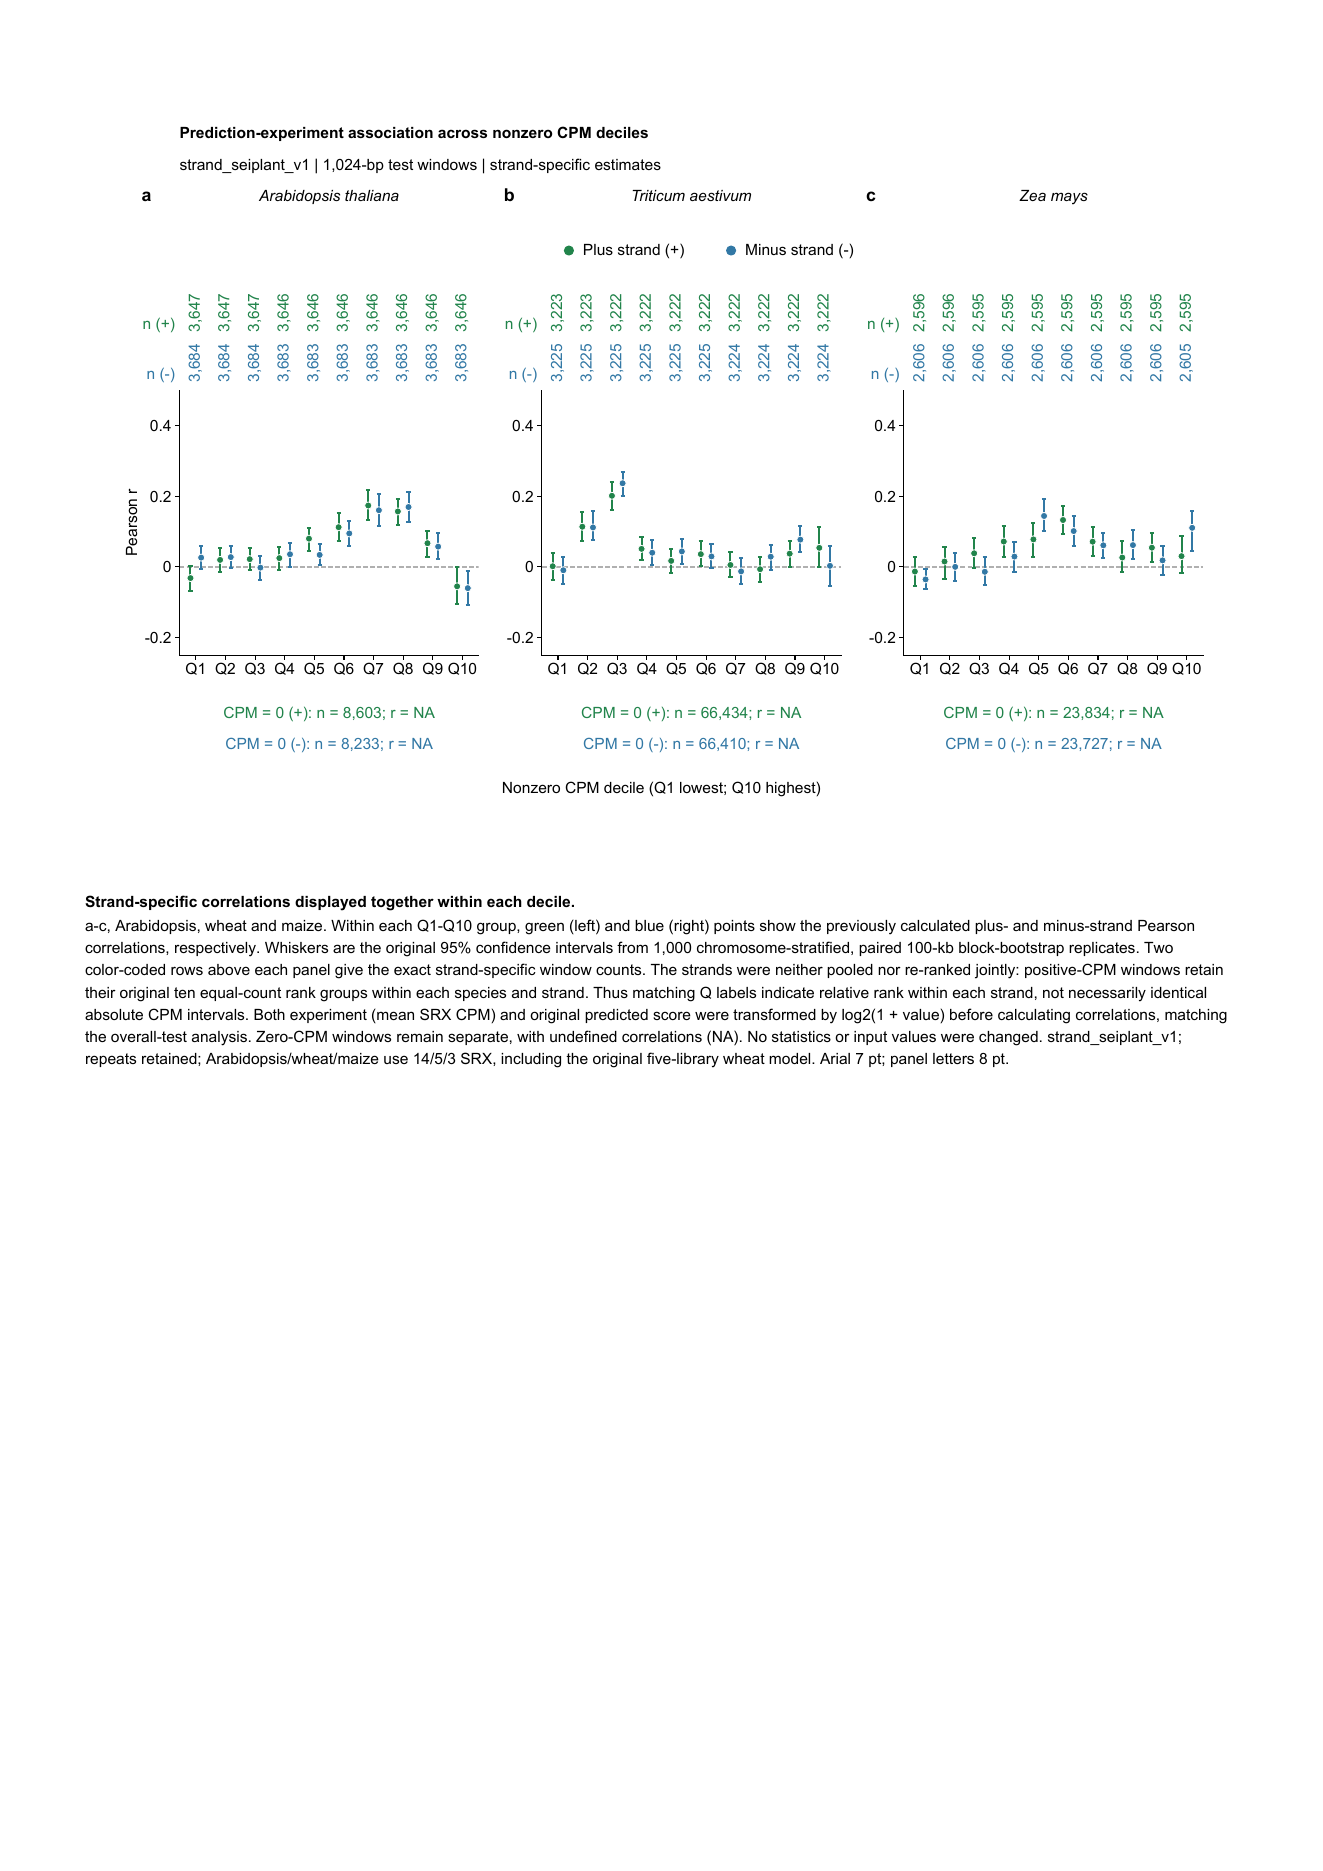 Prediction-experiment association across nonzero CPM deciles
strand_seiplant_v1 | 1,024-bp test windows | strand-specific estimates
a Arabidopsis thaliana b Triticum aestivum c Zea mays
Plus strand (+) Minus strand (-)
n (+) 3,647 3,647 3,647 3,646 3,646 3,646 3,646 3,646 3,646 3,646
n (-) 3,684 3,684 3,684 3,683 3,683 3,683 3,683 3,683 3,683 3,683
n (+) 3,223 3,223 3,222 3,222 3,222 3,222 3,222 3,222 3,222 3,222
n (-) 3,225 3,225 3,225 3,225 3,225 3,225 3,224 3,224 3,224 3,224
n (+) 2,596 2,596 2,595 2,595 2,595 2,595 2,595 2,595 2,595 2,595
n (-) 2,606 2,606 2,606 2,606 2,606 2,606 2,606 2,606 2,606 2,605
Pearson r
0.4
0.2
0
-0.2
Q1 Q2 Q3 Q4 Q5 Q6 Q7 Q8 Q9 Q10
CPM = 0 (+): n = 8,603; r = NA
CPM = 0 (-): n = 8,233; r = NA
0.4
0.2
0
-0.2
Q1 Q2 Q3 Q4 Q5 Q6 Q7 Q8 Q9 Q10
CPM = 0 (+): n = 66,434; r = NA
CPM = 0 (-): n = 66,410; r = NA
0.4
0.2
0
-0.2
Q1 Q2 Q3 Q4 Q5 Q6 Q7 Q8 Q9 Q10
CPM = 0 (+): n = 23,834; r = NA
CPM = 0 (-): n = 23,727; r = NA
Nonzero CPM decile (Q1 lowest; Q10 highest)
Strand-specific correlations displayed together within each decile.
a-c, Arabidopsis, wheat and maize. Within each Q1-Q10 group, green (left) and blue (right) points show the previously calculated plus- and minus-strand Pearson
correlations, respectively. Whiskers are the original 95% confidence intervals from 1,000 chromosome-stratified, paired 100-kb block-bootstrap replicates. Two
color-coded rows above each panel give the exact strand-specific window counts. The strands were neither pooled nor re-ranked jointly: positive-CPM windows retain
their original ten equal-count rank groups within each species and strand. Thus matching Q labels indicate relative rank within each strand, not necessarily identical
absolute CPM intervals. Both experiment (mean SRX CPM) and original predicted score were transformed by log2(1 + value) before calculating correlations, matching
the overall-test analysis. Zero-CPM windows remain separate, with undefined correlations (NA). No statistics or input values were changed. strand_seiplant_v1;
repeats retained; Arabidopsis/wheat/maize use 14/5/3 SRX, including the original five-library wheat model. Arial 7 pt; panel letters 8 pt.